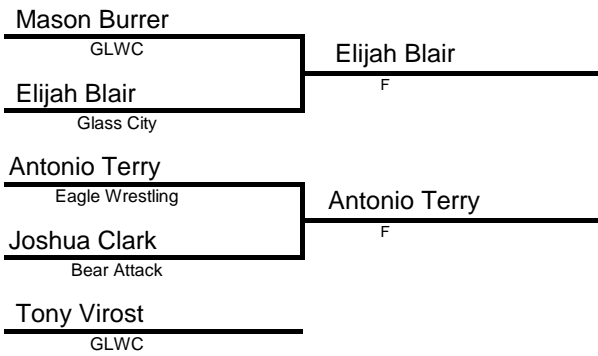 Mason Burrer
GLWC
Elijah Blair
F
Elijah Blair
Glass City
Antonio Terry
Eagle Wrestling
Antonio Terry
F
Joshua Clark
Bear Attack
Tony Virost
GLWC